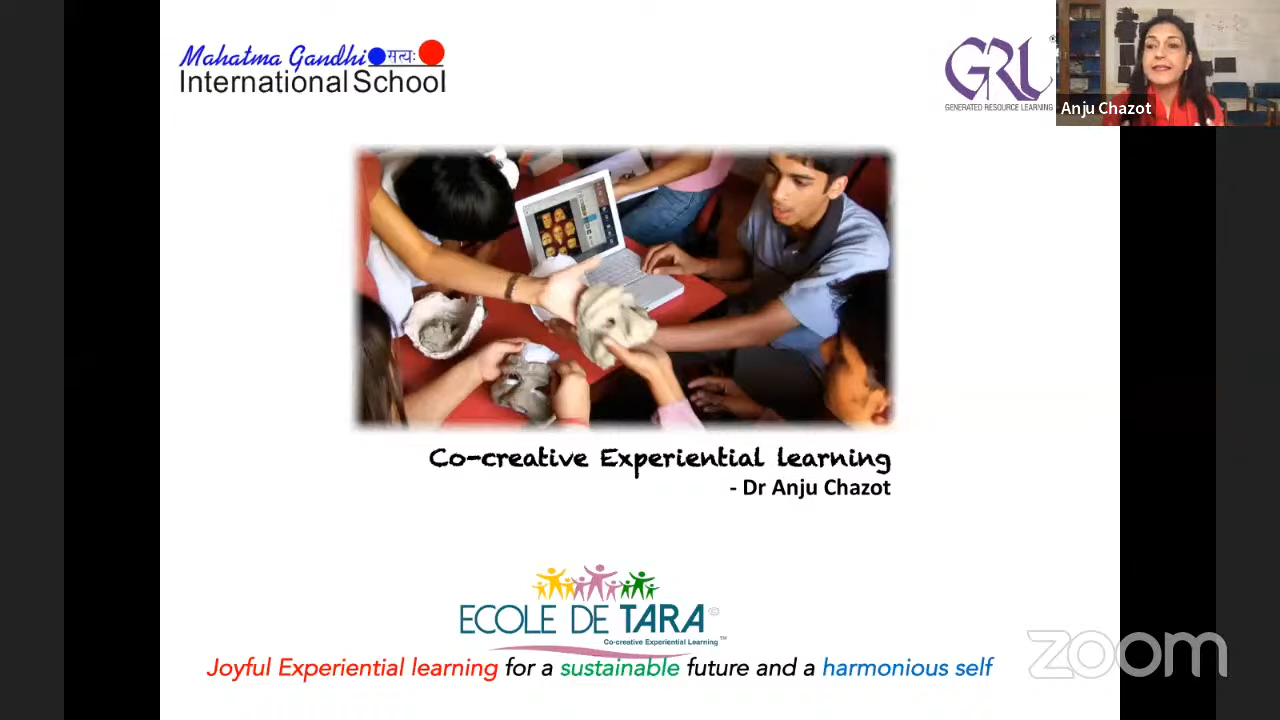 Mahatma Gandhi सत्यः
International School
GRL
GENERATED RESOURCE LEARNING
Anju Chazot
Co-creative Experiential learning
- Dr Anju Chazot
ECOLE DE TARA©
Co-creative Experiential Learning™
Joyful Experiential learning for a sustainable future and a harmonious self
zoom